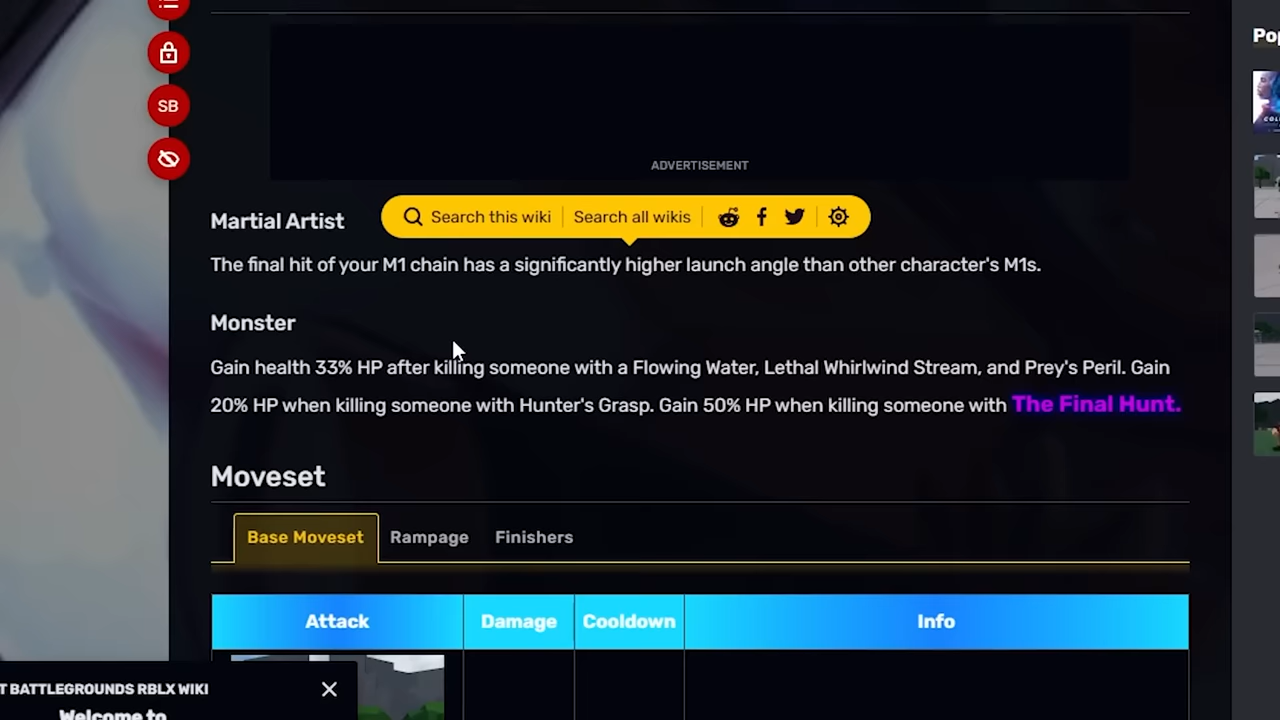 Pop
SB
ADVERTISEMENT
Search this wiki
Search all wikis
Martial Artist
The final hit of your M1 chain has a significantly higher launch angle than other character's M1s.
Monster
Gain health 33% HP after killing someone with a Flowing Water, Lethal Whirlwind Stream, and Prey's Peril. Gain
20% HP when killing someone with Hunter's Grasp. Gain 50% HP when killing someone with The Final Hunt.
Moveset
Base Moveset
Rampage
Finishers
Attack
Damage
Cooldown
Info
T BATTLEGROUNDS RBLX WIKI
Welcome to